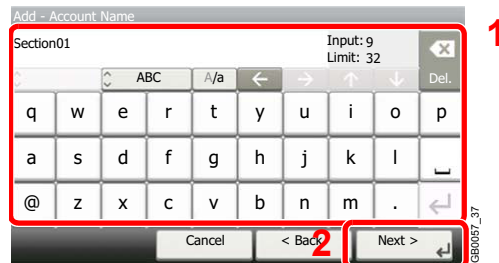 Add - Account Name
1
Section01
Input: 9
Limit: 32
ABC A/a ← → ↑ ↓ Del.
q w e r t y u i o p
a s d f g h j k l
@ z x c v b n m .
Cancel < Back 2 Next >
GB0057_37